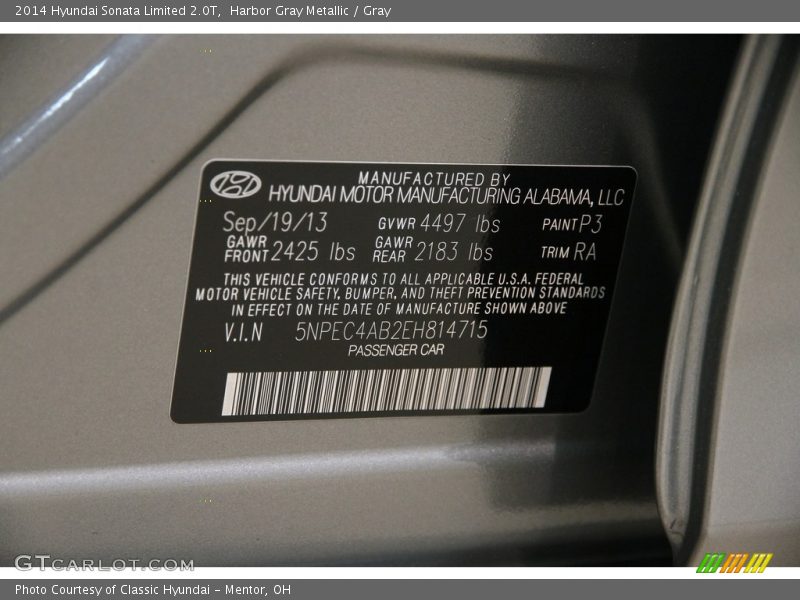 2014 Hyundai Sonata Limited 2.0T,  Harbor Gray Metallic / Gray
MANUFACTURED BY
HYUNDAI MOTOR MANUFACTURING ALABAMA, LLC
Sep/19/13 GVWR 4497 lbs PAINT P3
GAWR FRONT 2425 lbs GAWR REAR 2183 lbs TRIM RA
THIS VEHICLE CONFORMS TO ALL APPLICABLE U.S.A. FEDERAL
MOTOR VEHICLE SAFETY, BUMPER, AND THEFT PREVENTION STANDARDS
IN EFFECT ON THE DATE OF MANUFACTURE SHOWN ABOVE
V.I.N 5NPEC4AB2EH814715
PASSENGER CAR
GTCARLOT.COM
Photo Courtesy of Classic Hyundai - Mentor, OH